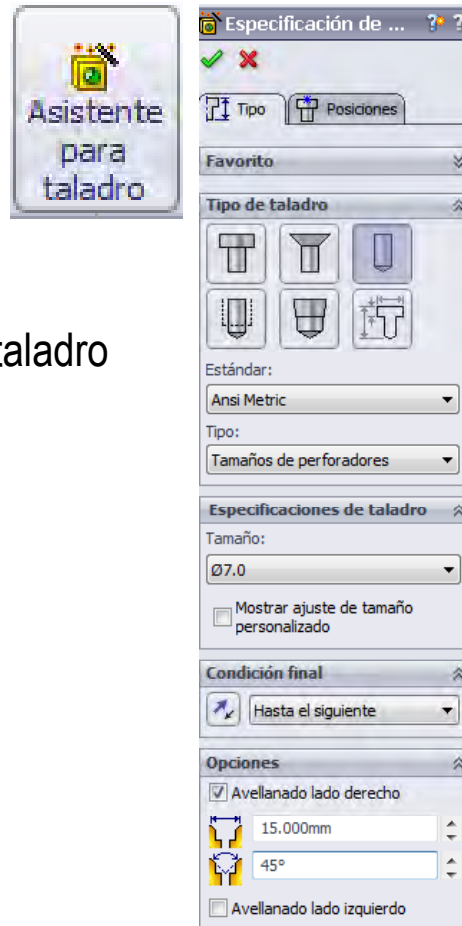 Asistente
para
taladro
taladro
Especificación de ...
Tipo
Posiciones
Favorito
Tipo de taladro
Estándar:
Ansi Metric
Tipo:
Tamaños de perforadores
Especificaciones de taladro
Tamaño:
Ø7.0
Mostrar ajuste de tamaño
personalizado
Condición final
Hasta el siguiente
Opciones
Avellanado lado derecho
15.000mm
45°
Avellanado lado izquierdo